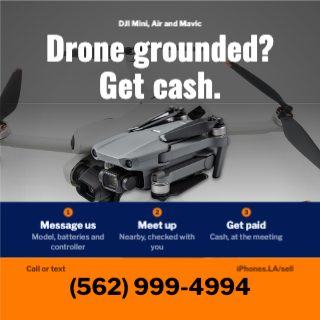 DJI Mini, Air and Mavic
Drone grounded?
Get cash.
1
Message us
Model, batteries and
controller
2
Meet up
Nearby, checked with
you
3
Get paid
Cash, at the meeting
Call or text
iPhones.LA/sell
(562) 999-4994